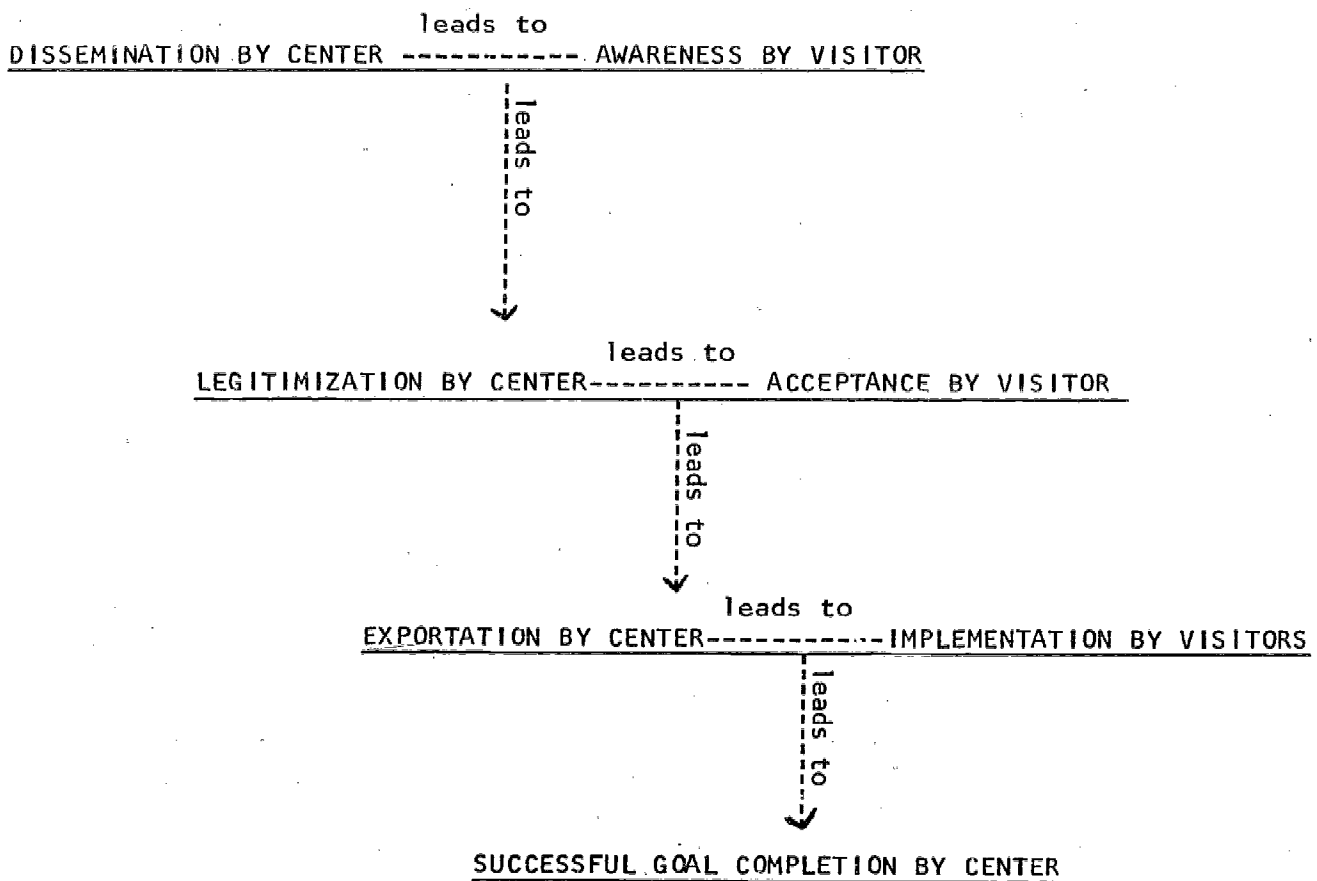 leads to
DISSEMINATION BY CENTER ----------- AWARENESS BY VISITOR
leads to
leads to
LEGITIMIZATION BY CENTER---------- ACCEPTANCE BY VISITOR
leads to
leads to
EXPORTATION BY CENTER-----------IMPLEMENTATION BY VISITORS
leads to
SUCCESSFUL GOAL COMPLETION BY CENTER